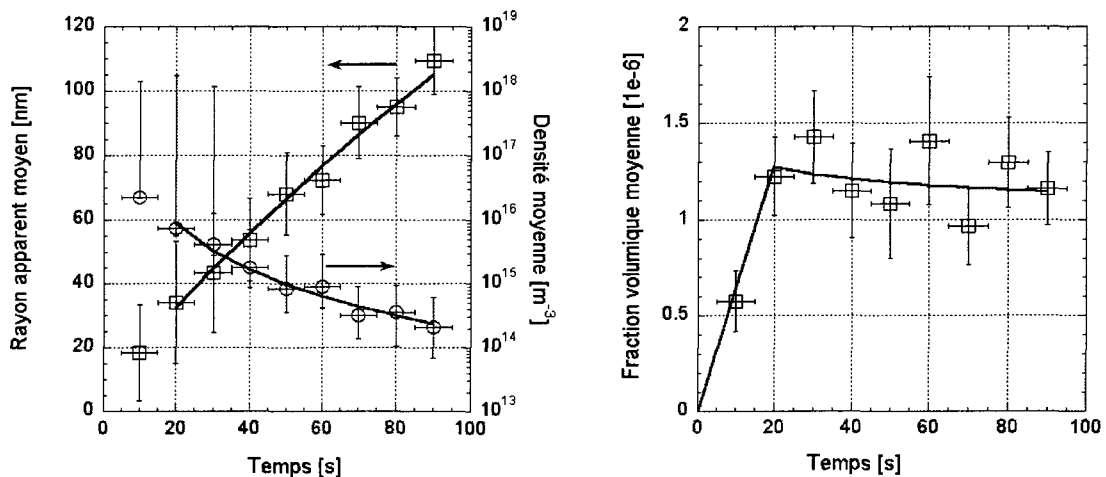 Rayon apparent moyen [nm]
120
100
80
60
40
20
0
0 20 40 60 80 100
Temps [s]
10^19
10^18
10^17
10^16
10^15
10^14
10^13
Densité moyenne [m^-3]
Fraction volumique moyenne [1e-6]
2
1.5
1
0.5
0
0 20 40 60 80 100
Temps [s]